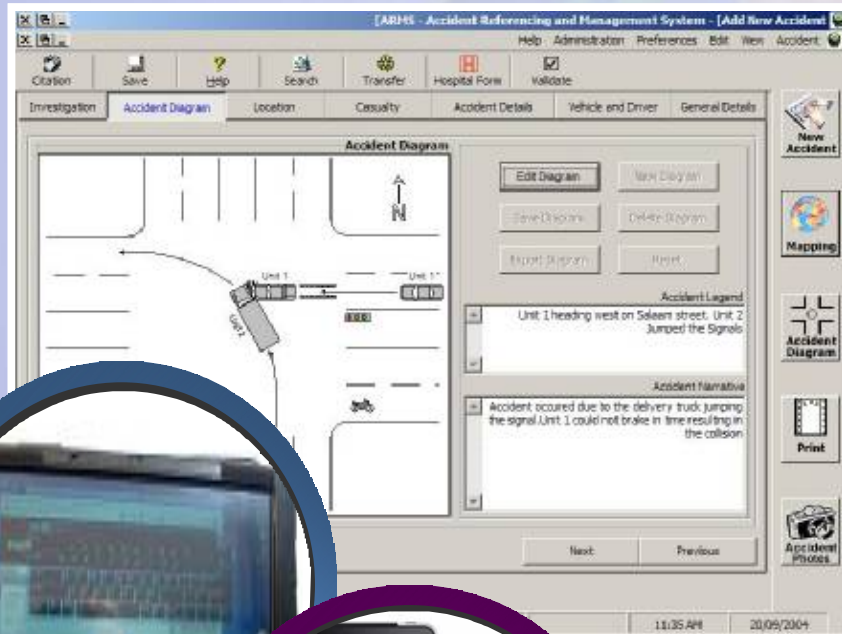 [ARMS - Accident Referencing and Management System - [Add New Accident
Help Administration Preferences Edit View Accident
Citation Save Help Search Transfer Hospital Form Validate
Investigation Accident Diagram Location Casualty Accident Details Vehicle and Driver General Details
New Accident
Accident Diagram
N
Unit 1
Unit 1
Unit 2
Edit Diagram New Diagram
Save Diagram Delete Diagram
Export Diagram Reset
Mapping
Accident Legend
Unit 1 heading west on Salaam street. Unit 2
Jumped the Signals
Accident Diagram
Accident Narrative
Accident occured due to the delivery truck jumping
the signal.Unit 1 could not brake in time resulting in
the collision
Print
Next Previous
Accident Photos
11:35 AM 20/09/2004